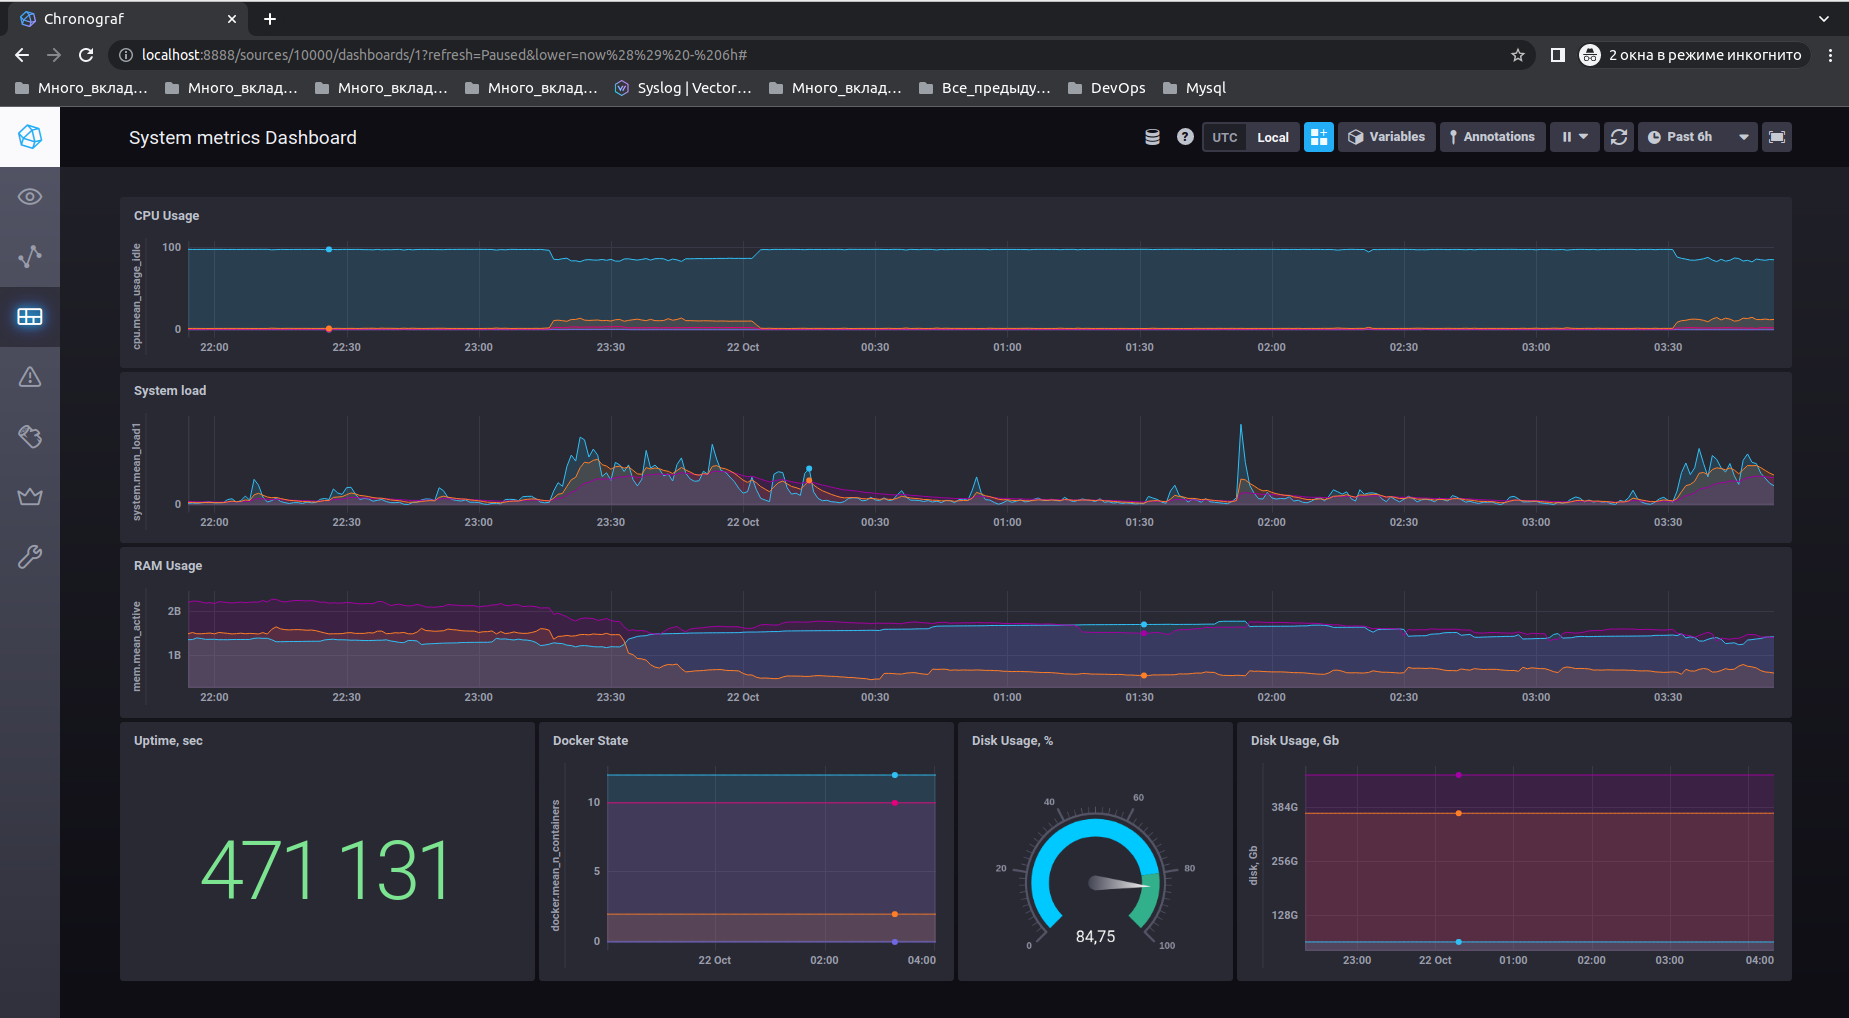 Chronograf
localhost:8888/sources/10000/dashboards/1?refresh=Paused&lower=now%28%29%20-%206h#
2 окна в режиме инкогнито
Много_вклад...
Много_вклад...
Много_вклад...
Много_вклад...
Syslog | Vector...
Много_вклад...
Все_предыду...
DevOps
Mysql
System metrics Dashboard
UTC
Local
Variables
Annotations
Past 6h
CPU Usage
cpu.mean_usage_idle
100
0
22:00 22:30 23:00 23:30 22 Oct 00:30 01:00 01:30 02:00 02:30 03:00 03:30
System load
system.mean_load1
0
22:00 22:30 23:00 23:30 22 Oct 00:30 01:00 01:30 02:00 02:30 03:00 03:30
RAM Usage
mem.mean_active
2B
1B
22:00 22:30 23:00 23:30 22 Oct 00:30 01:00 01:30 02:00 02:30 03:00 03:30
Uptime, sec
471 131
Docker State
docker.mean_n_containers
10
5
0
22 Oct 02:00 04:00
Disk Usage, %
0
20
40
60
80
100
84,75
Disk Usage, Gb
disk, Gb
384G
256G
128G
23:00 22 Oct 01:00 02:00 03:00 04:00